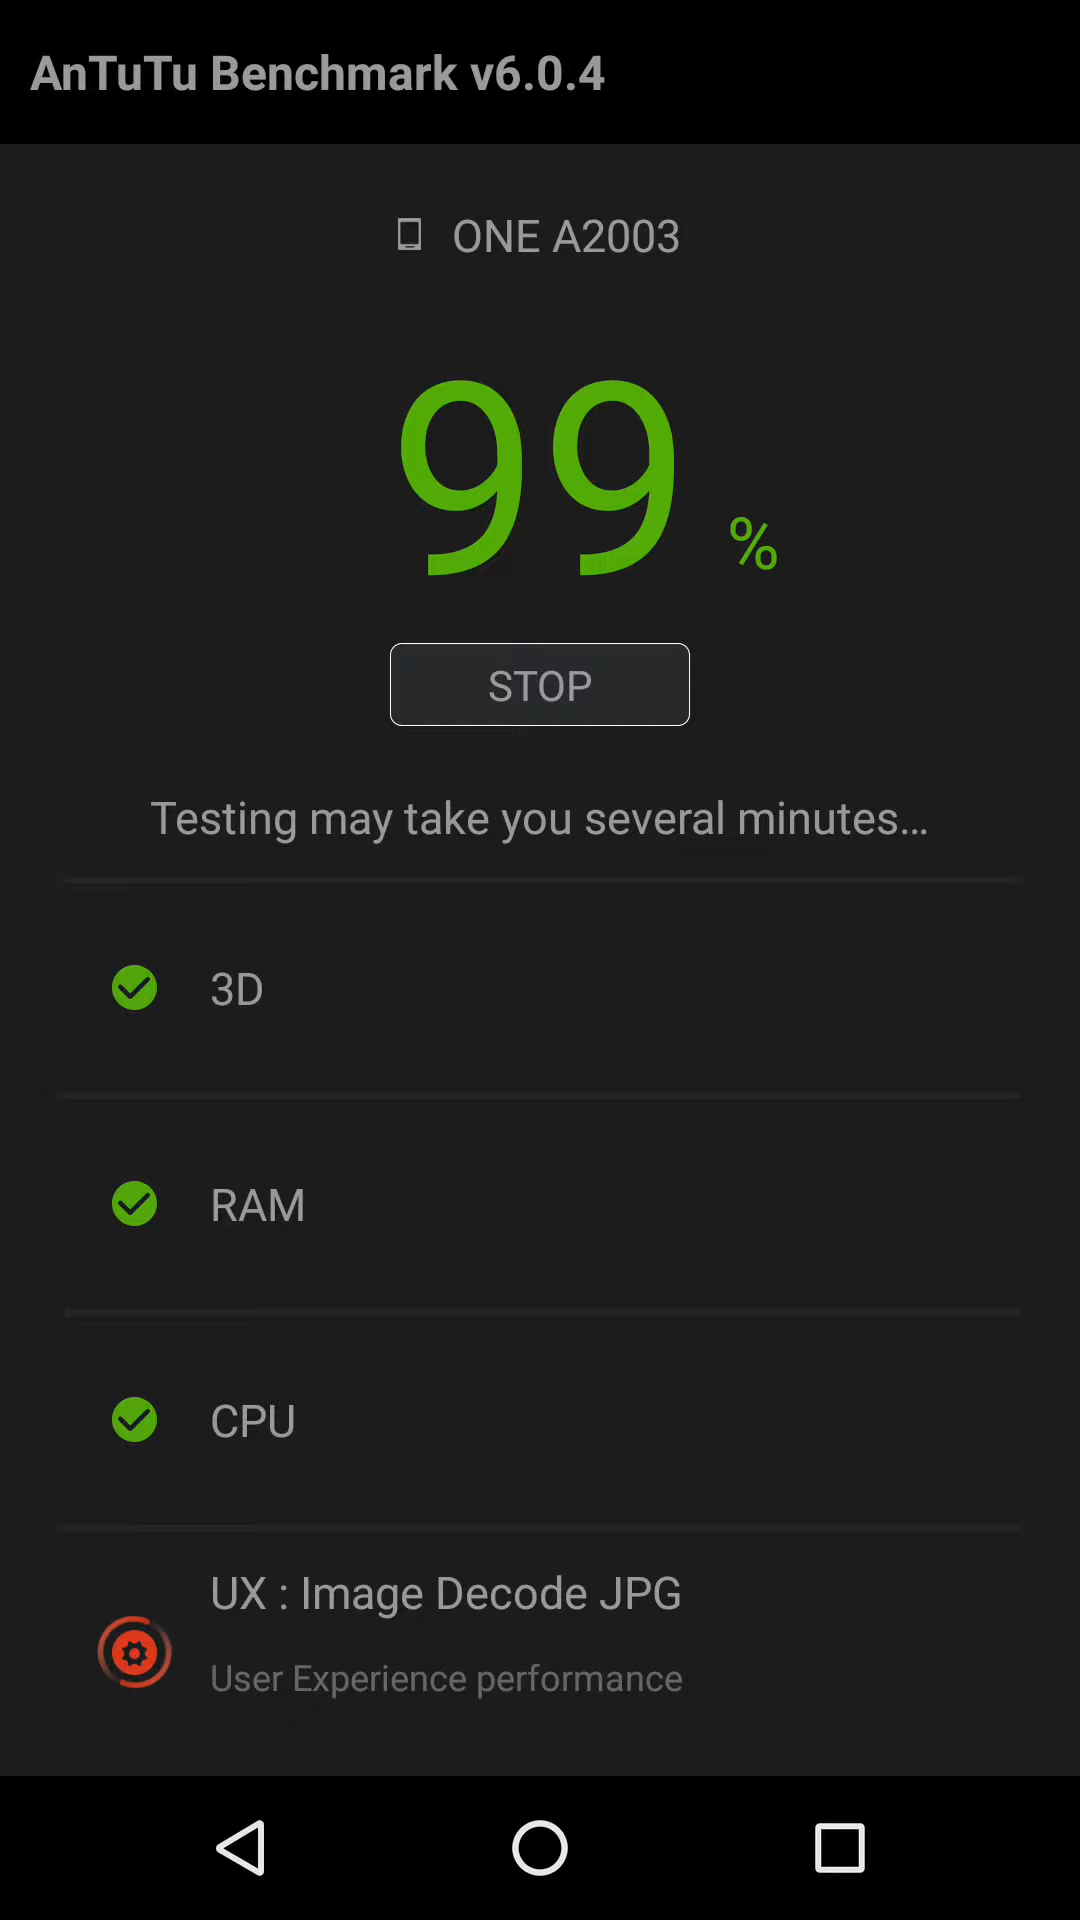 AnTuTu Benchmark v6.0.4
ONE A2003
99 %
STOP
Testing may take you several minutes...
3D
RAM
CPU
UX : Image Decode JPG
User Experience performance